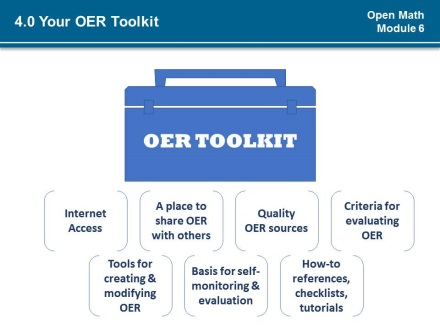 4.0 Your OER Toolkit
Open Math
Module 6
OER TOOLKIT
Internet
Access
A place to
share OER
with others
Quality
OER sources
Criteria for
evaluating
OER
Tools for
creating &
modifying
OER
Basis for self-
monitoring &
evaluation
How-to
references,
checklists,
tutorials